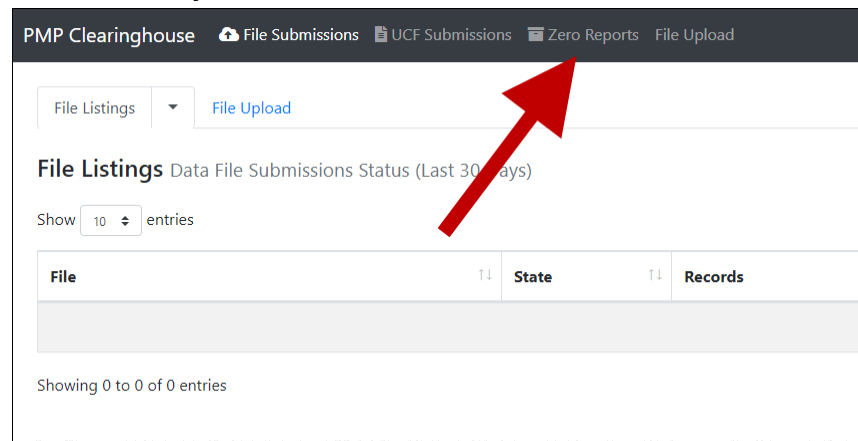 PMP Clearinghouse File Submissions UCF Submissions Zero Reports File Upload
File Listings File Upload
File Listings Data File Submissions Status (Last 30 Days)
Show 10 entries
File State Records
Showing 0 to 0 of 0 entries